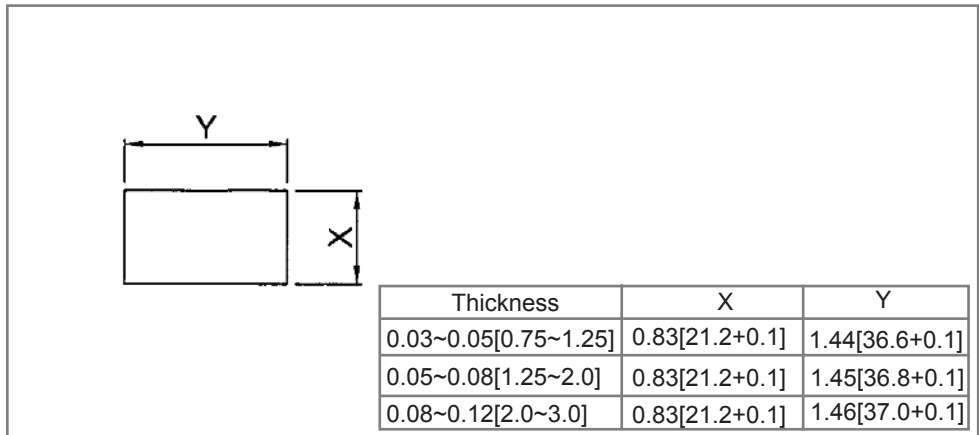 Y
X
Thickness X Y
0.03~0.05[0.75~1.25] 0.83[21.2+0.1] 1.44[36.6+0.1]
0.05~0.08[1.25~2.0] 0.83[21.2+0.1] 1.45[36.8+0.1]
0.08~0.12[2.0~3.0] 0.83[21.2+0.1] 1.46[37.0+0.1]